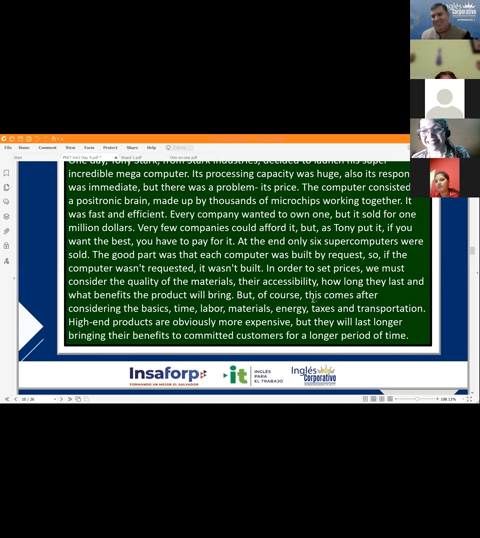 Inglés
Corporativo
File Home Comment View Form Protect Share Help
Start
One day, Tony Stark, from Stark Industries, decided to launch his super
incredible mega computer. Its processing capacity was huge, also its respon
was immediate, but there was a problem- its price. The computer consisted
a positronic brain, made up by thousands of microchips working together. It
was fast and efficient. Every company wanted to own one, but it sold for one
million dollars. Very few companies could afford it, but, as Tony put it, if you
want the best, you have to pay for it. At the end only six supercomputers were
sold. The good part was that each computer was built by request, so, if the
computer wasn't requested, it wasn't built. In order to set prices, we must
consider the quality of the materials, their accessibility, how long they last and
what benefits the product will bring. But, of course, this comes after
considering the basics, time, labor, materials, energy, taxes and transportation.
High-end products are obviously more expensive, but they will last longer
bringing their benefits to committed customers for a longer period of time.
Insaforp
FORMANDO UN MEJOR EL SALVADOR
it INGLÉS PARA EL TRABAJO
Inglés
Corporativo